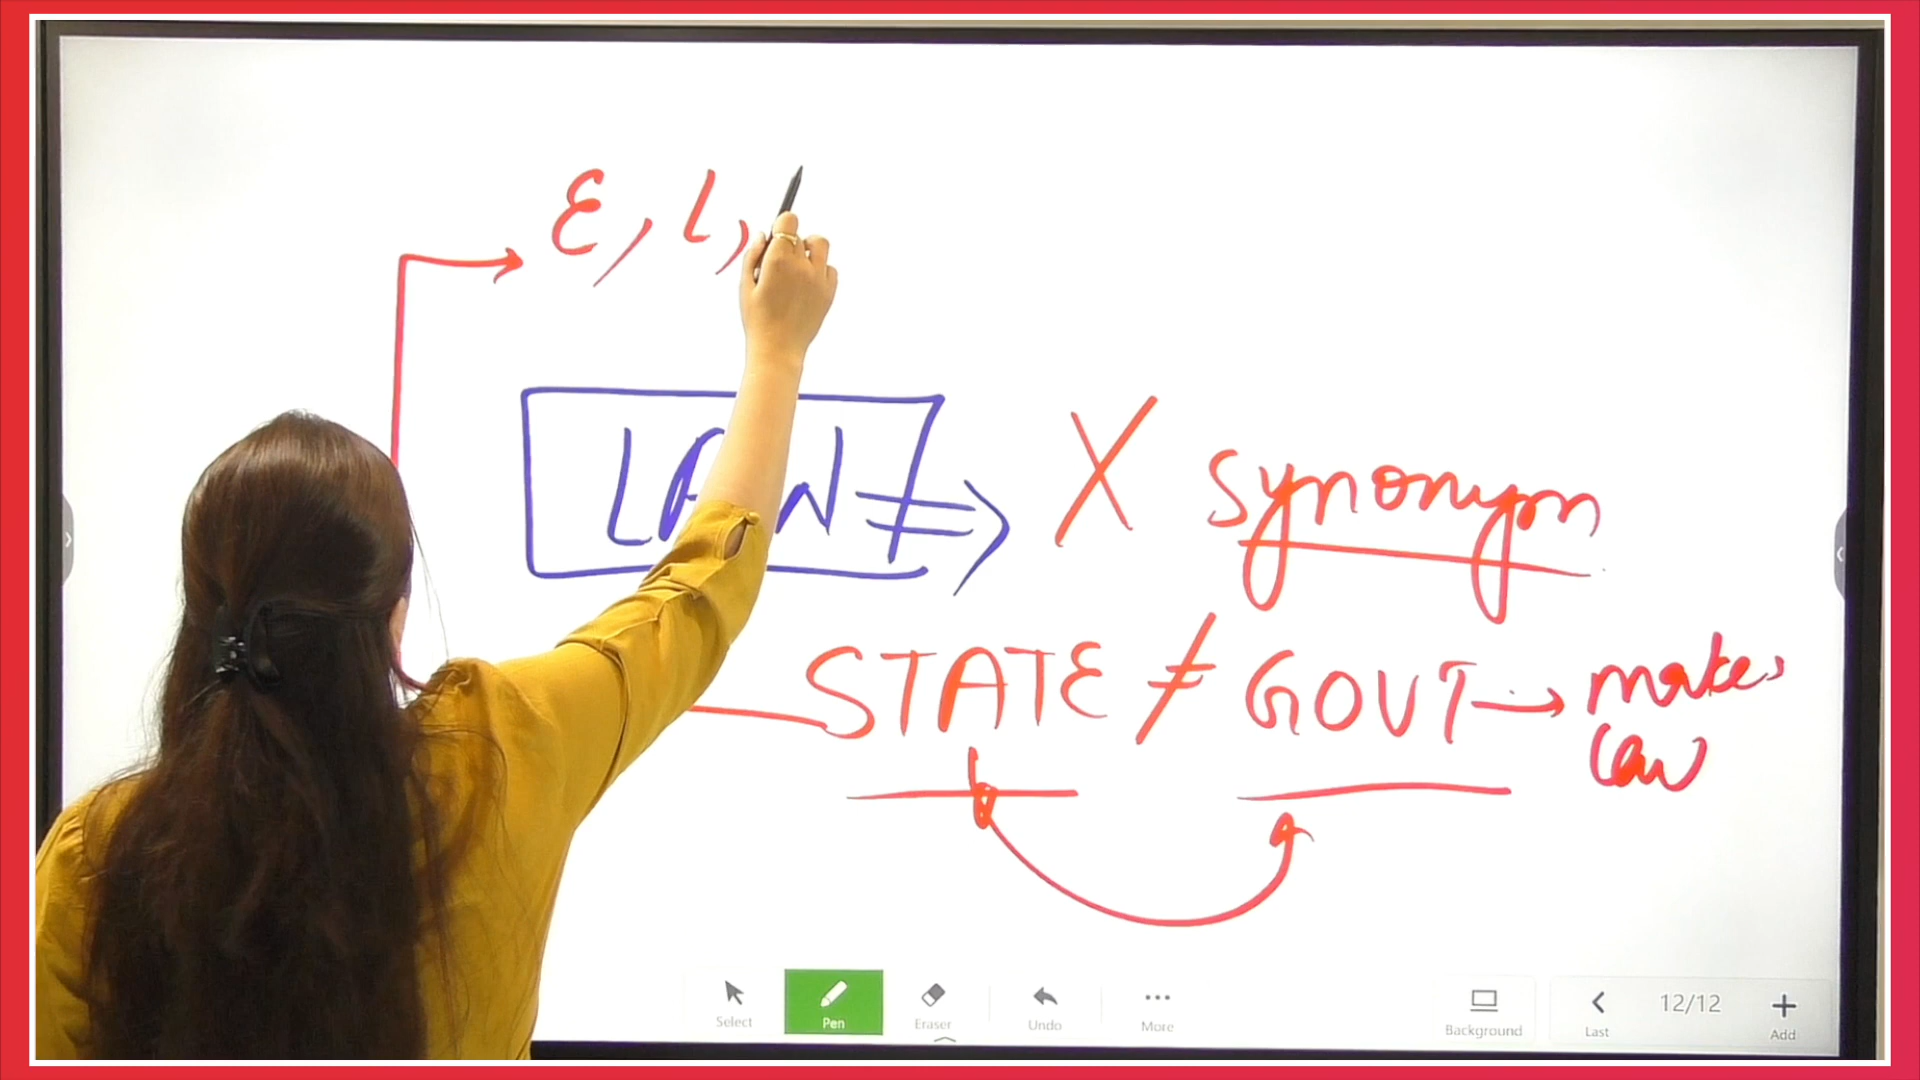 E, L,
LAW ⇒ X synonym
STATE ≠ GOVT → makes
law
Select
Pen
Eraser
Undo
More
Background
Last
12/12
Add